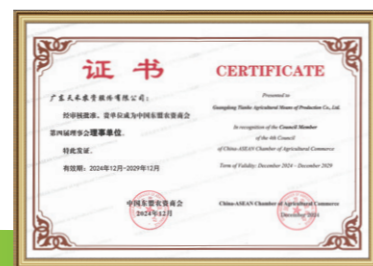 证书
广东天禾农资股份有限公司：
经审核批准，贵单位成为中国东盟农资商会
第四届理事会理事单位。
特此发证。
有效期：2024年12月-2029年12月
中国东盟农资商会
2024年12月
CERTIFICATE
Presented to
Guangdong Tianhe Agricultural Means of Production Co., Ltd.
In recognition of the Council Member
of the 4th Council
of China-ASEAN Chamber of Agricultural Commerce
Term of Validity: December 2024 - December 2029
China-ASEAN Chamber of Agricultural Commerce
December 2024